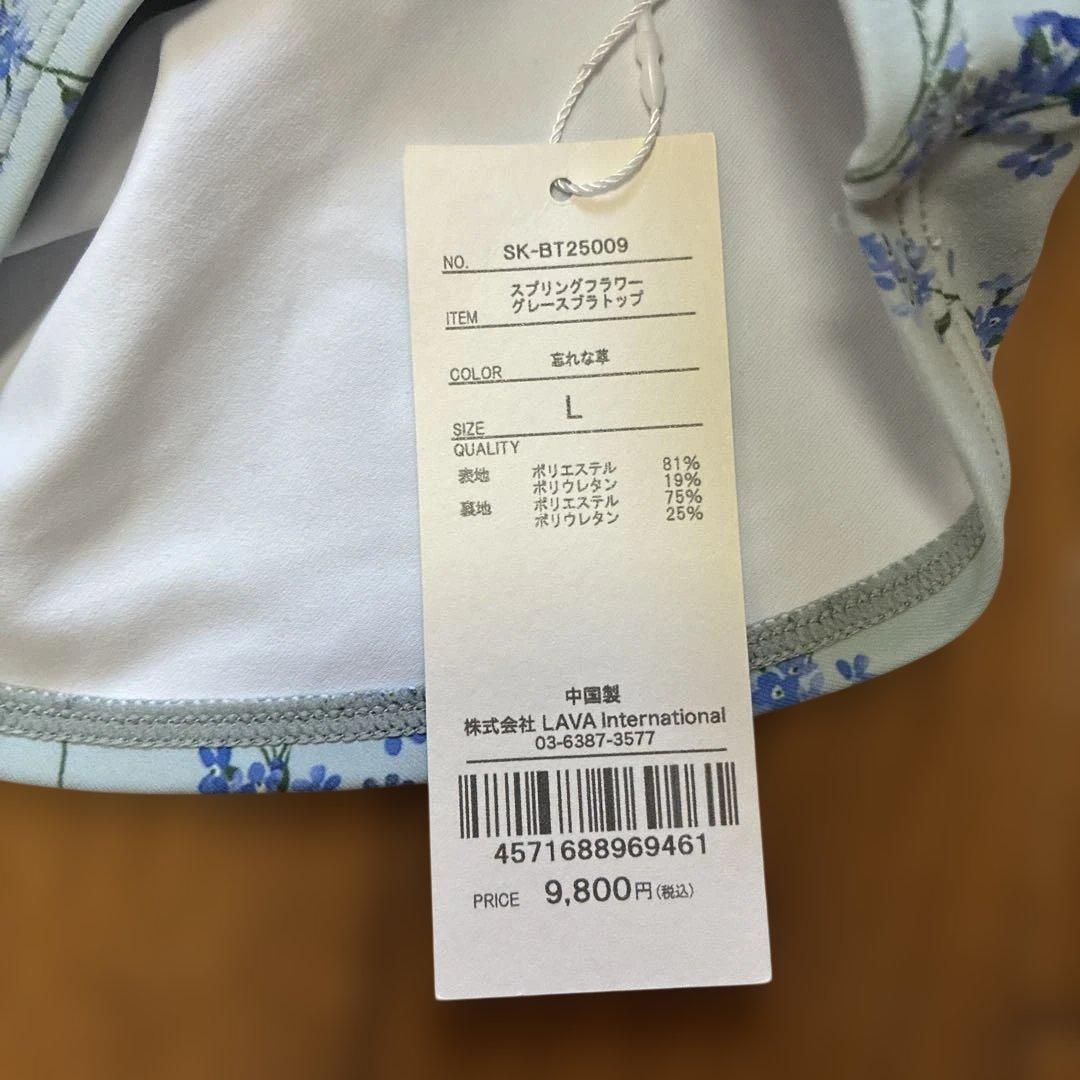 NO. SK-BT25009
スプリングフラワー
ITEM グレースブラトップ
COLOR 忘れな草
SIZE L
QUALITY
表地 ポリエステル 81%
ポリウレタン 19%
裏地 ポリエステル 75%
ポリウレタン 25%
中国製
株式会社 LAVA International
03-6387-3577
4571688969461
PRICE 9,800円(税込)